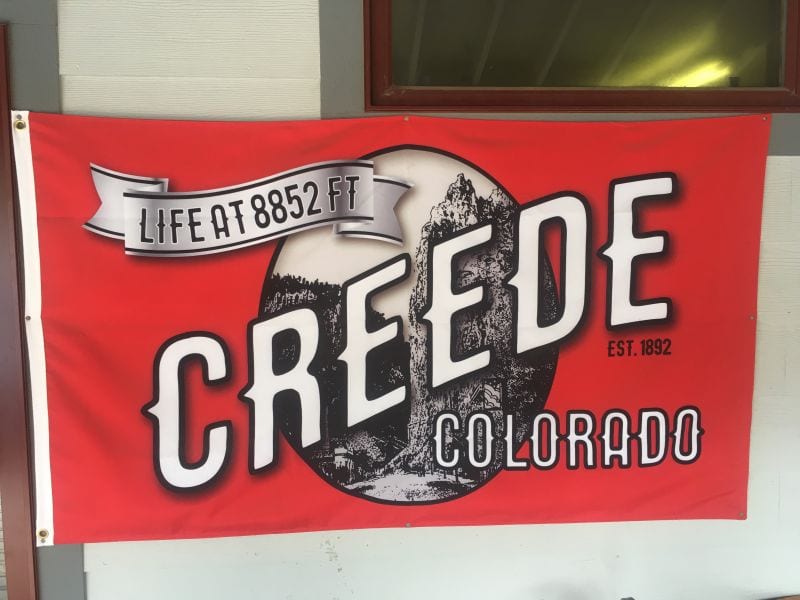 LIFE AT 8852 FT
CREEDE
EST. 1892
COLORADO